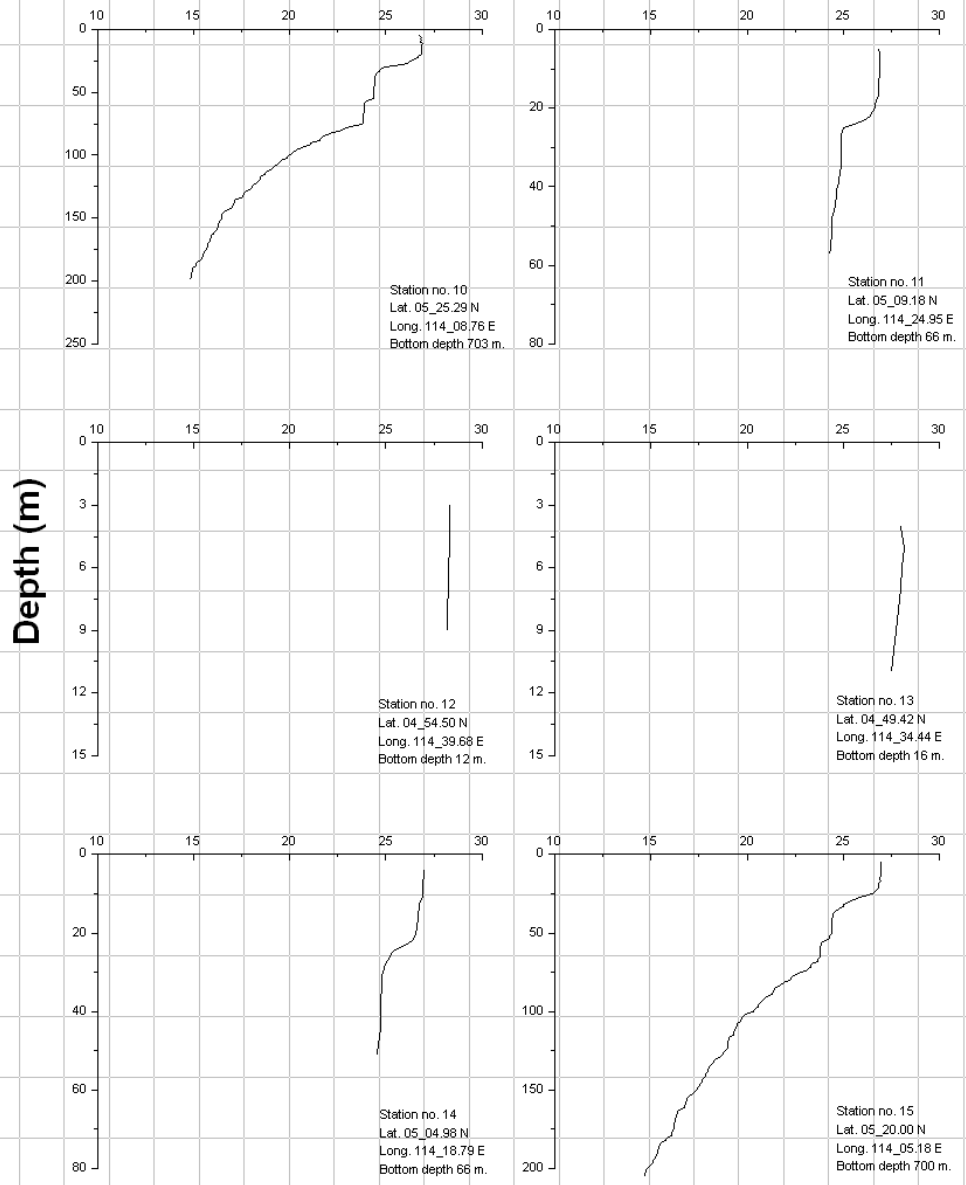 10 15 20 25 30
0
50
100
150
200
250
Station no. 10
Lat. 05_25.29 N
Long. 114_08.76 E
Bottom depth 703 m.
10 15 20 25 30
0
20
40
60
80
Station no. 11
Lat. 05_09.18 N
Long. 114_24.95 E
Bottom depth 66 m.
Depth (m)
10 15 20 25 30
0
3
6
9
12
15
Station no. 12
Lat. 04_54.50 N
Long. 114_39.68 E
Bottom depth 12 m.
10 15 20 25 30
0
3
6
9
12
15
Station no. 13
Lat. 04_49.42 N
Long. 114_34.44 E
Bottom depth 16 m.
10 15 20 25 30
0
20
40
60
80
Station no. 14
Lat. 05_04.98 N
Long. 114_18.79 E
Bottom depth 66 m.
10 15 20 25 30
0
50
100
150
200
Station no. 15
Lat. 05_20.00 N
Long. 114_05.18 E
Bottom depth 700 m.